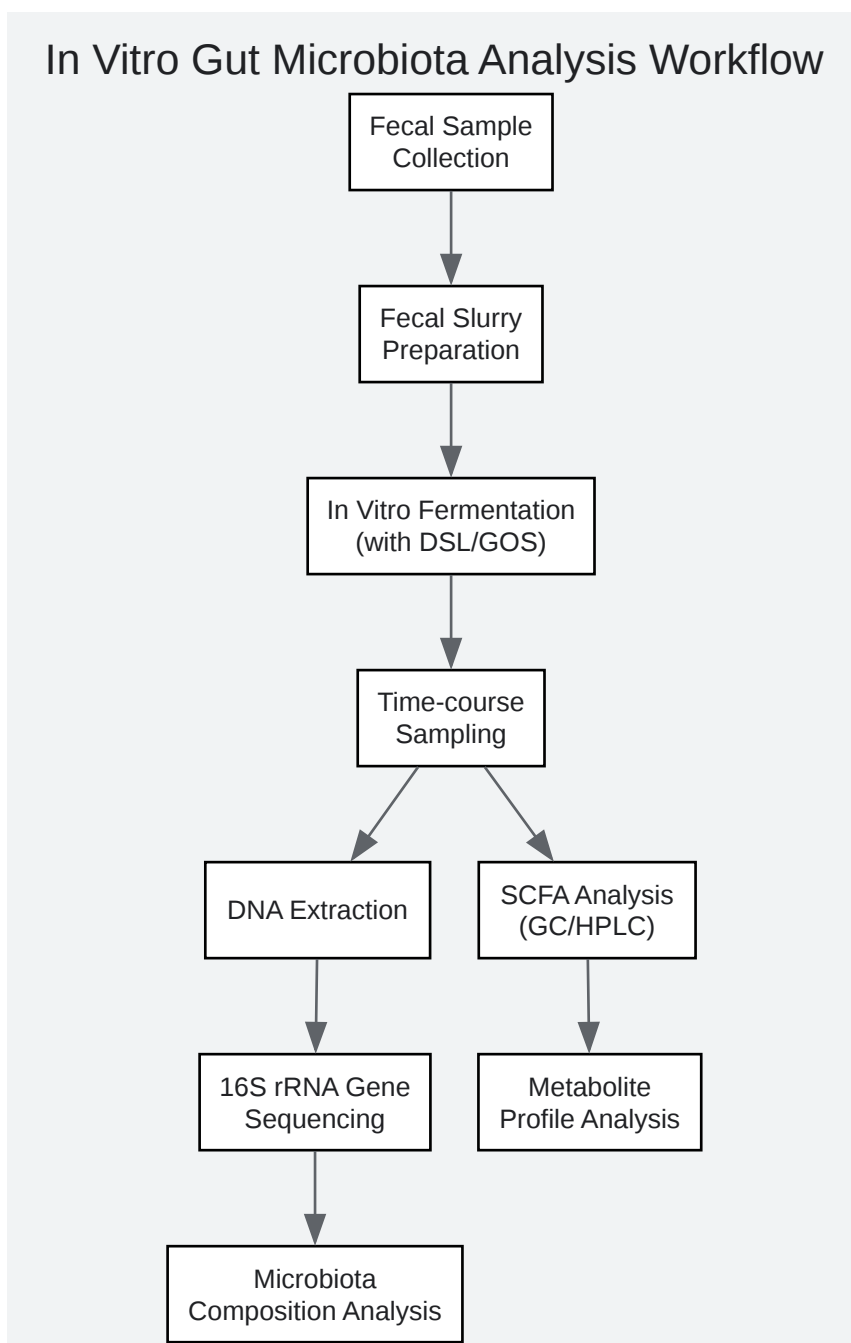 In Vitro Gut Microbiota Analysis Workflow
Fecal Sample
Collection
Fecal Slurry
Preparation
In Vitro Fermentation
(with DSL/GOS)
Time-course
Sampling
DNA Extraction
SCFA Analysis
(GC/HPLC)
16S rRNA Gene
Sequencing
Metabolite
Profile Analysis
Microbiota
Composition Analysis